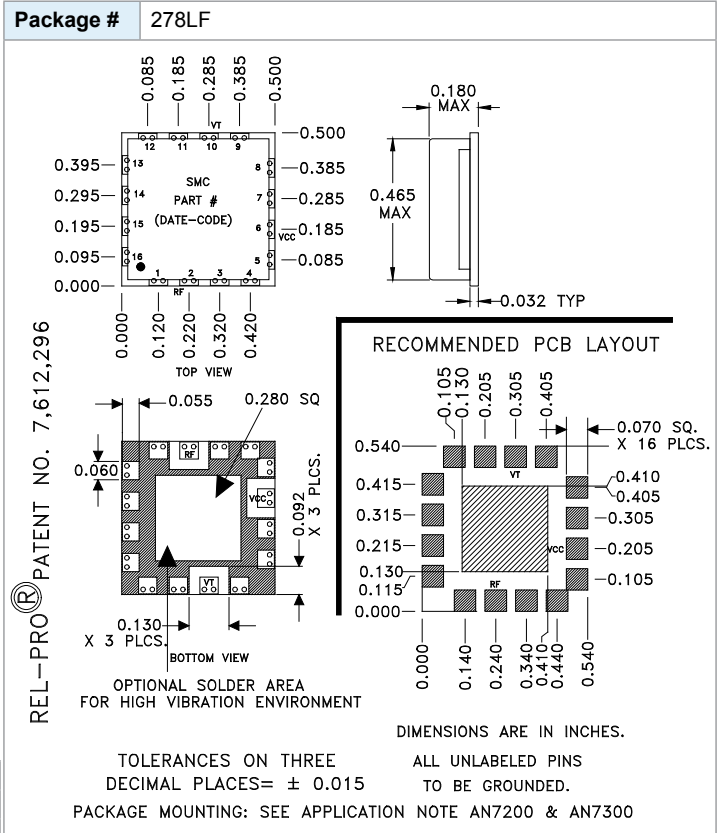 Package # 278LF
0.085 0.185 0.285 0.385 0.500
0.180
MAX
VT
12 11 10 9
0.500
0.395 13 8 0.385
SMC
0.295 14 PART # 7 0.285
0.465
MAX
(DATE-CODE)
0.195 15 6 0.185
VCC
0.095 16 5 0.085
1 2 3 4
0.000
RF
0.032 TYP
0.000 0.120 0.220 0.320 0.420
TOP VIEW
REL-PRO® PATENT NO. 7,612,296
0.055 0.280 SQ
RF
0.060
VCC
0.092
X 3 PLCS.
VT
0.130
X 3 PLCS.
BOTTOM VIEW
OPTIONAL SOLDER AREA
FOR HIGH VIBRATION ENVIRONMENT
RECOMMENDED PCB LAYOUT
0.105 0.130 0.205 0.305 0.405
0.070 SQ.
X 16 PLCS.
0.540
VT
0.410
0.415 0.405
0.315 0.305
0.215 VCC 0.205
0.130
0.115 RF 0.105
0.000
0.000 0.140 0.240 0.340 0.410 0.440 0.540
DIMENSIONS ARE IN INCHES.
TOLERANCES ON THREE
DECIMAL PLACES= ± 0.015
ALL UNLABELED PINS
TO BE GROUNDED.
PACKAGE MOUNTING: SEE APPLICATION NOTE AN7200 & AN7300